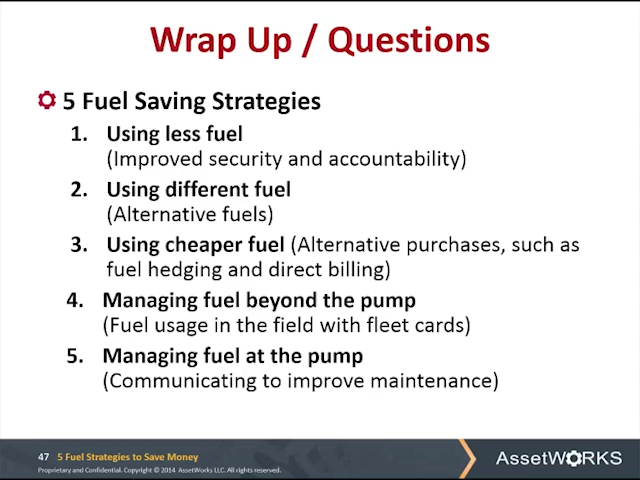 Wrap Up / Questions
5 Fuel Saving Strategies
1. Using less fuel
(Improved security and accountability)
2. Using different fuel
(Alternative fuels)
3. Using cheaper fuel (Alternative purchases, such as
fuel hedging and direct billing)
4. Managing fuel beyond the pump
(Fuel usage in the field with fleet cards)
5. Managing fuel at the pump
(Communicating to improve maintenance)
47 5 Fuel Strategies to Save Money
Proprietary and Confidential. Copyright © 2014 AssetWorks LLC. All rights reserved.
AssetWORKS